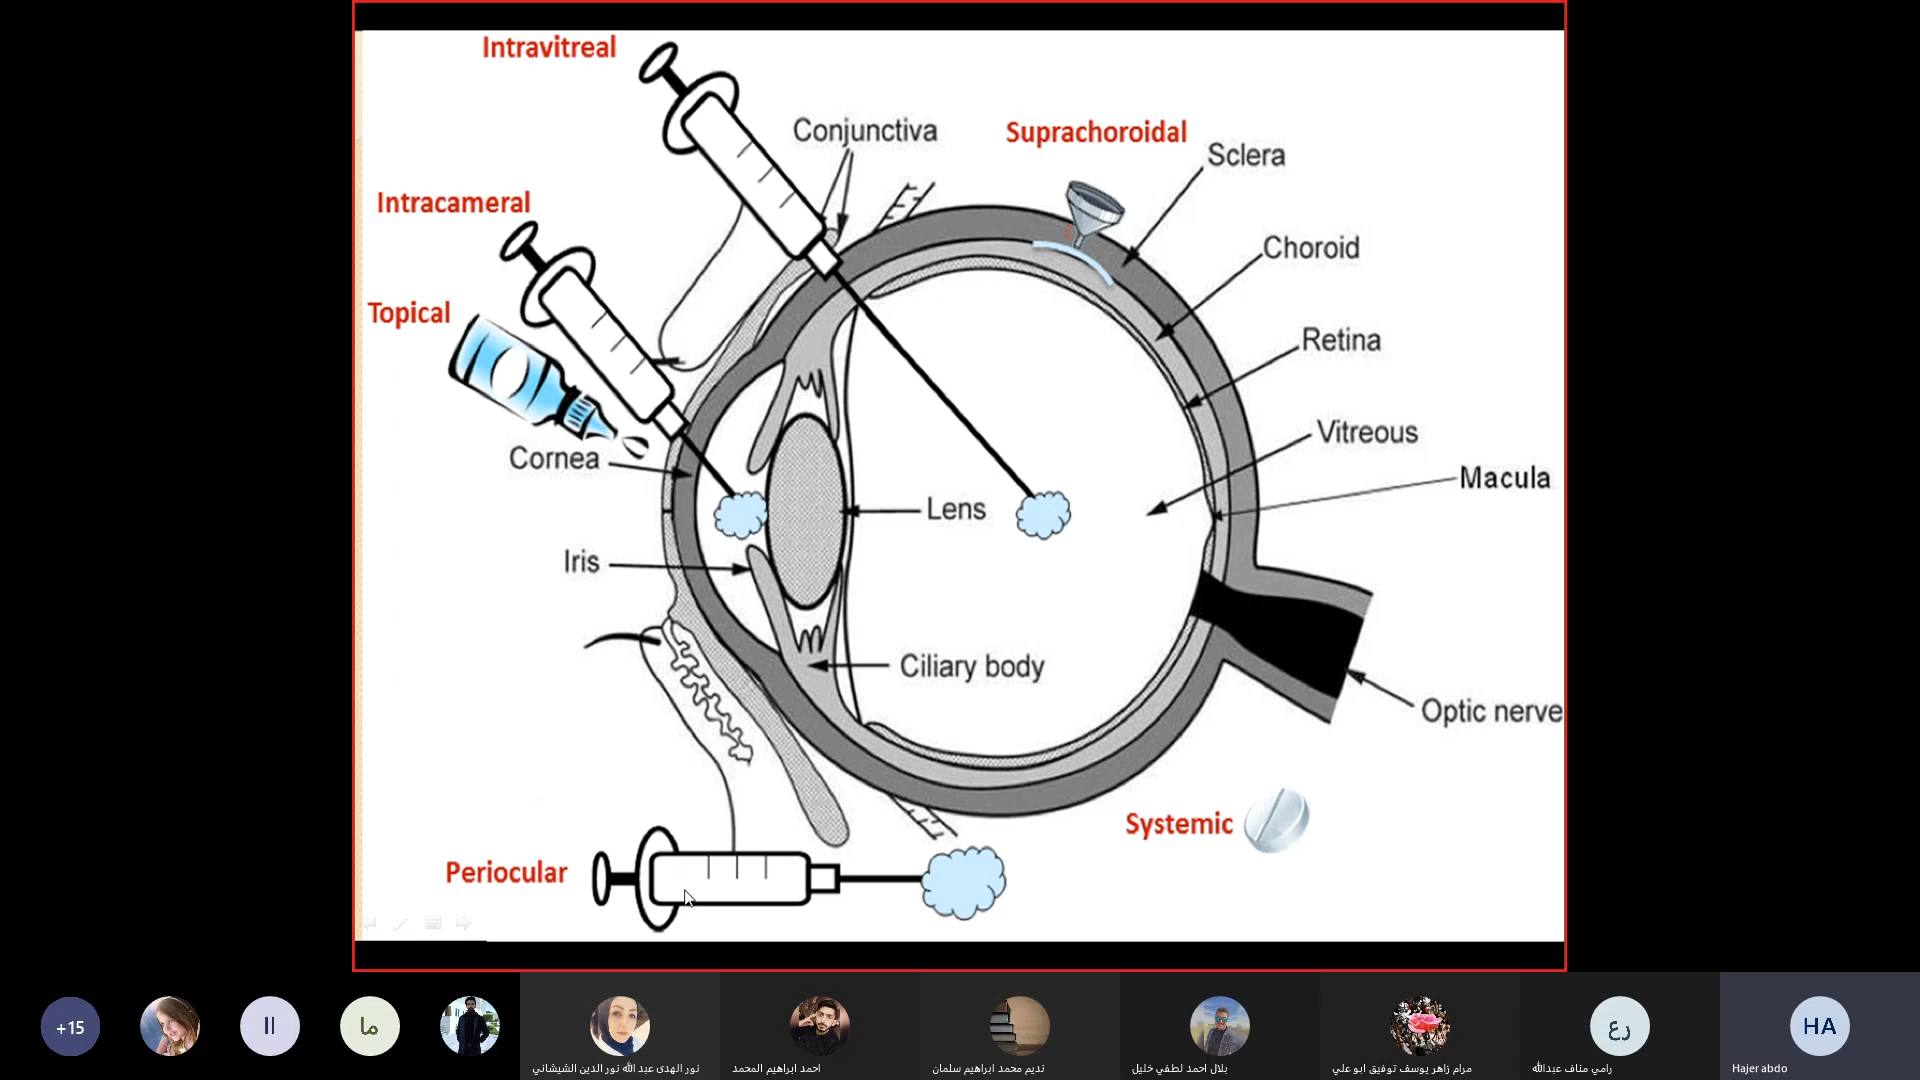 Intravitreal
Conjunctiva
Suprachoroidal
Sclera
Intracameral
Choroid
Topical
Retina
Vitreous
Cornea
Macula
Lens
Iris
Ciliary body
Optic nerve
Systemic
Periocular
+15
اا
ما
رع
HA
نور الهدى عبد الله نور الدين الشيشاني
احمد ابراهيم المحمد
نديم محمد ابراهيم سلمان
بلال احمد لطفي خليل
مرام زاهر يوسف توفيق ابو علي
رامي مناف عبدالله
Hajer abdo